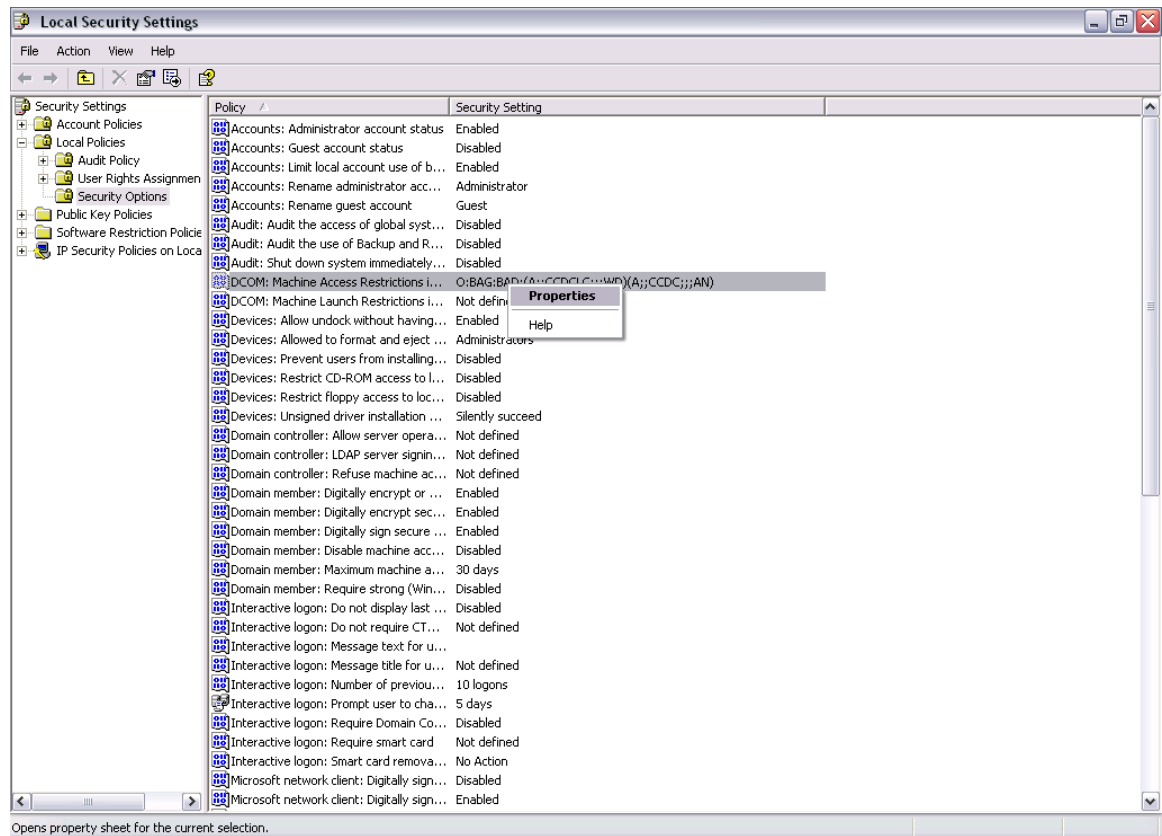 Local Security Settings
File Action View Help
Security Settings
Account Policies
Local Policies
Audit Policy
User Rights Assignmen
Security Options
Public Key Policies
Software Restriction Policie
IP Security Policies on Loca
Policy Security Setting
Accounts: Administrator account status Enabled
Accounts: Guest account status Disabled
Accounts: Limit local account use of b... Enabled
Accounts: Rename administrator acc... Administrator
Accounts: Rename guest account Guest
Audit: Audit the access of global syst... Disabled
Audit: Audit the use of Backup and R... Disabled
Audit: Shut down system immediately... Disabled
DCOM: Machine Access Restrictions i... O:BAG:BAD:(A;;CCDCLC;;;WD)(A;;CCDC;;;AN)
DCOM: Machine Launch Restrictions i... Not defin
Properties
Help
Devices: Allow undock without having... Enabled
Devices: Allowed to format and eject ... Administrators
Devices: Prevent users from installing... Disabled
Devices: Restrict CD-ROM access to l... Disabled
Devices: Restrict floppy access to loc... Disabled
Devices: Unsigned driver installation ... Silently succeed
Domain controller: Allow server opera... Not defined
Domain controller: LDAP server signin... Not defined
Domain controller: Refuse machine ac... Not defined
Domain member: Digitally encrypt or ... Enabled
Domain member: Digitally encrypt sec... Enabled
Domain member: Digitally sign secure ... Enabled
Domain member: Disable machine acc... Disabled
Domain member: Maximum machine a... 30 days
Domain member: Require strong (Win... Disabled
Interactive logon: Do not display last ... Disabled
Interactive logon: Do not require CT... Not defined
Interactive logon: Message text for u...
Interactive logon: Message title for u... Not defined
Interactive logon: Number of previou... 10 logons
Interactive logon: Prompt user to cha... 5 days
Interactive logon: Require Domain Co... Disabled
Interactive logon: Require smart card Not defined
Interactive logon: Smart card remova... No Action
Microsoft network client: Digitally sign... Disabled
Microsoft network client: Digitally sign... Enabled
Opens property sheet for the current selection.